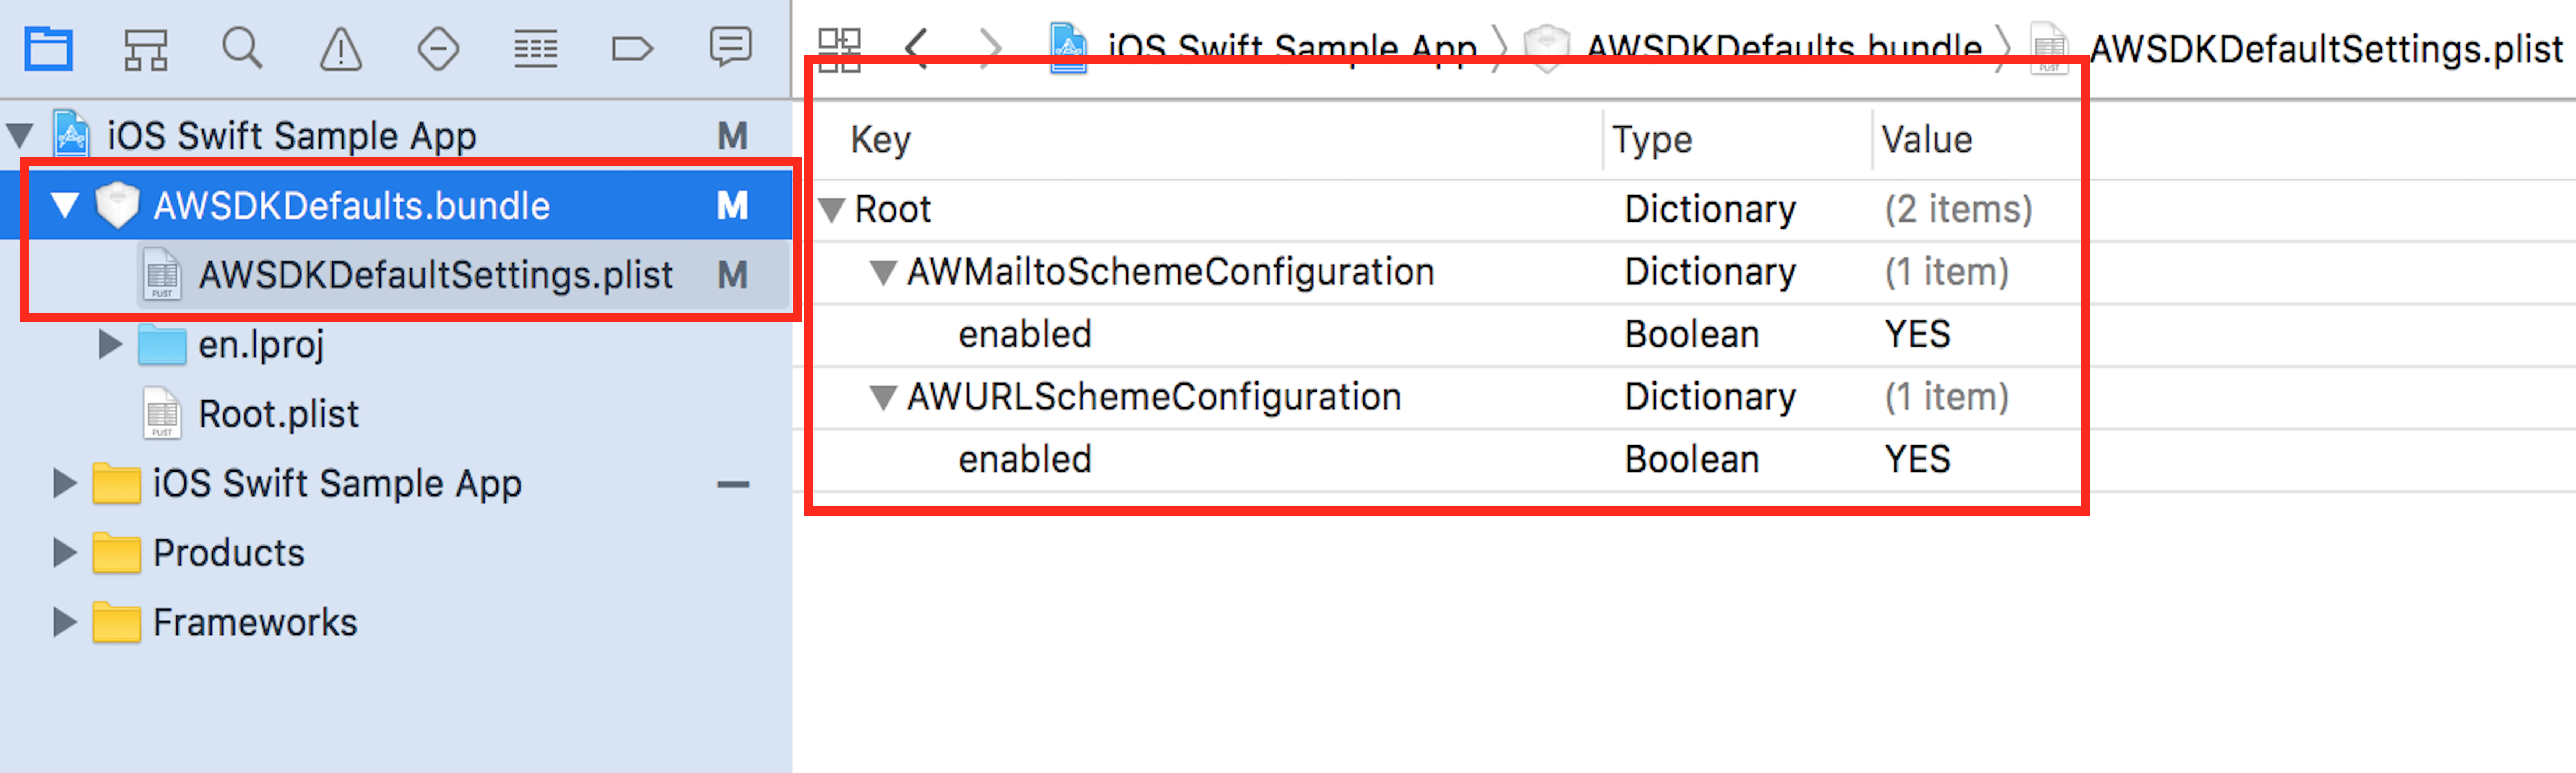 iOS Swift Sample App AWSDKDefaults.bundle AWSDKDefaultSettings.plist
iOS Swift Sample App M
AWSDKDefaults.bundle M
PLIST AWSDKDefaultSettings.plist M
en.lproj
PLIST Root.plist
iOS Swift Sample App
Products
Frameworks
Key Type Value
Root Dictionary (2 items)
AWMailtoSchemeConfiguration Dictionary (1 item)
enabled Boolean YES
AWURLSchemeConfiguration Dictionary (1 item)
enabled Boolean YES